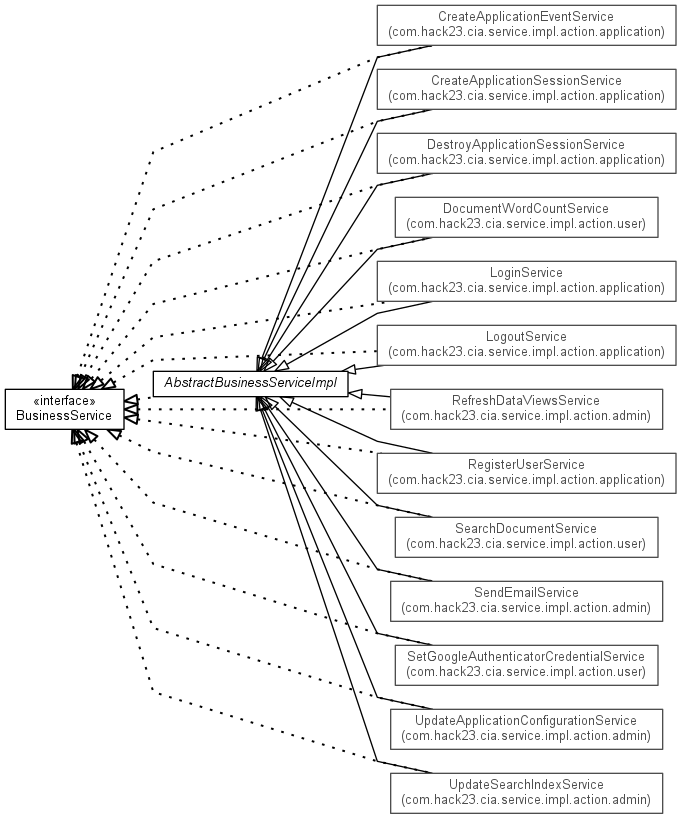 CreateApplicationEventService
(com.hack23.cia.service.impl.action.application)
CreateApplicationSessionService
(com.hack23.cia.service.impl.action.application)
DestroyApplicationSessionService
(com.hack23.cia.service.impl.action.application)
DocumentWordCountService
(com.hack23.cia.service.impl.action.user)
LoginService
(com.hack23.cia.service.impl.action.application)
LogoutService
(com.hack23.cia.service.impl.action.application)
AbstractBusinessServiceImpl
«interface»
BusinessService
RefreshDataViewsService
(com.hack23.cia.service.impl.action.admin)
RegisterUserService
(com.hack23.cia.service.impl.action.application)
SearchDocumentService
(com.hack23.cia.service.impl.action.user)
SendEmailService
(com.hack23.cia.service.impl.action.admin)
SetGoogleAuthenticatorCredentialService
(com.hack23.cia.service.impl.action.user)
UpdateApplicationConfigurationService
(com.hack23.cia.service.impl.action.admin)
UpdateSearchIndexService
(com.hack23.cia.service.impl.action.admin)